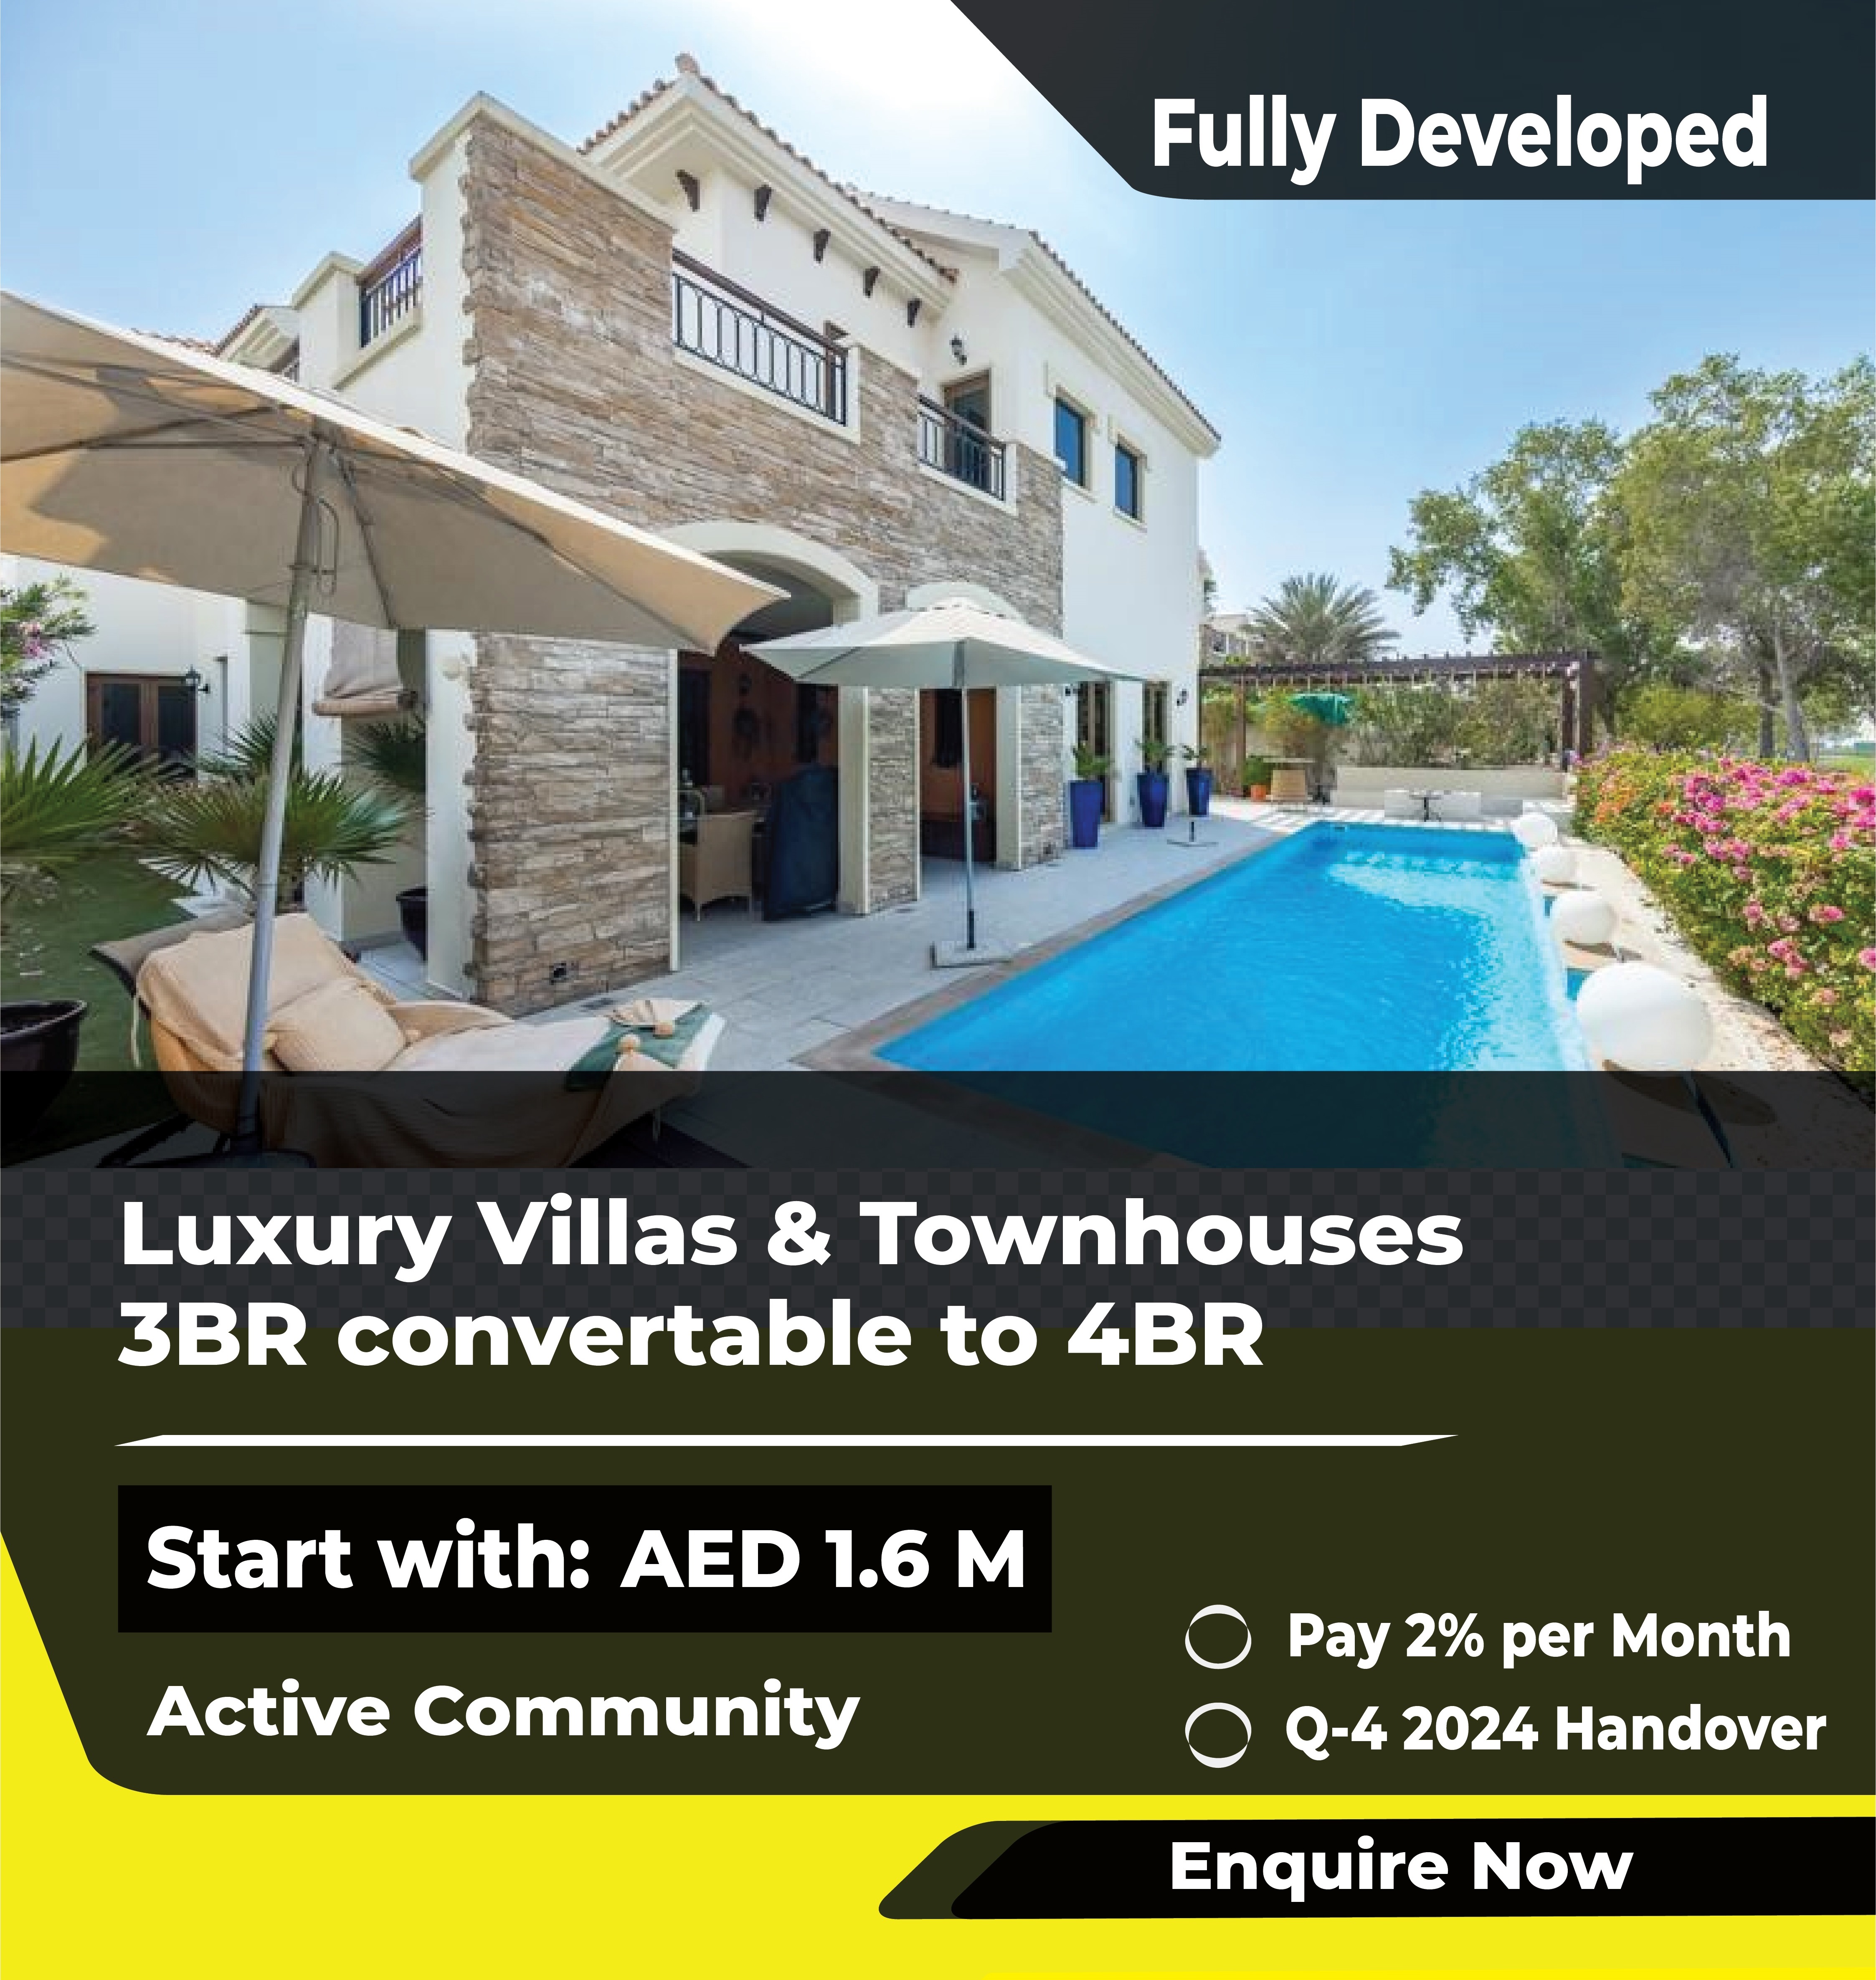 Fully Developed
Luxury Villas & Townhouses
3BR convertable to 4BR
Start with: AED 1.6 M
Active Community
Pay 2% per Month
Q-4 2024 Handover
Enquire Now